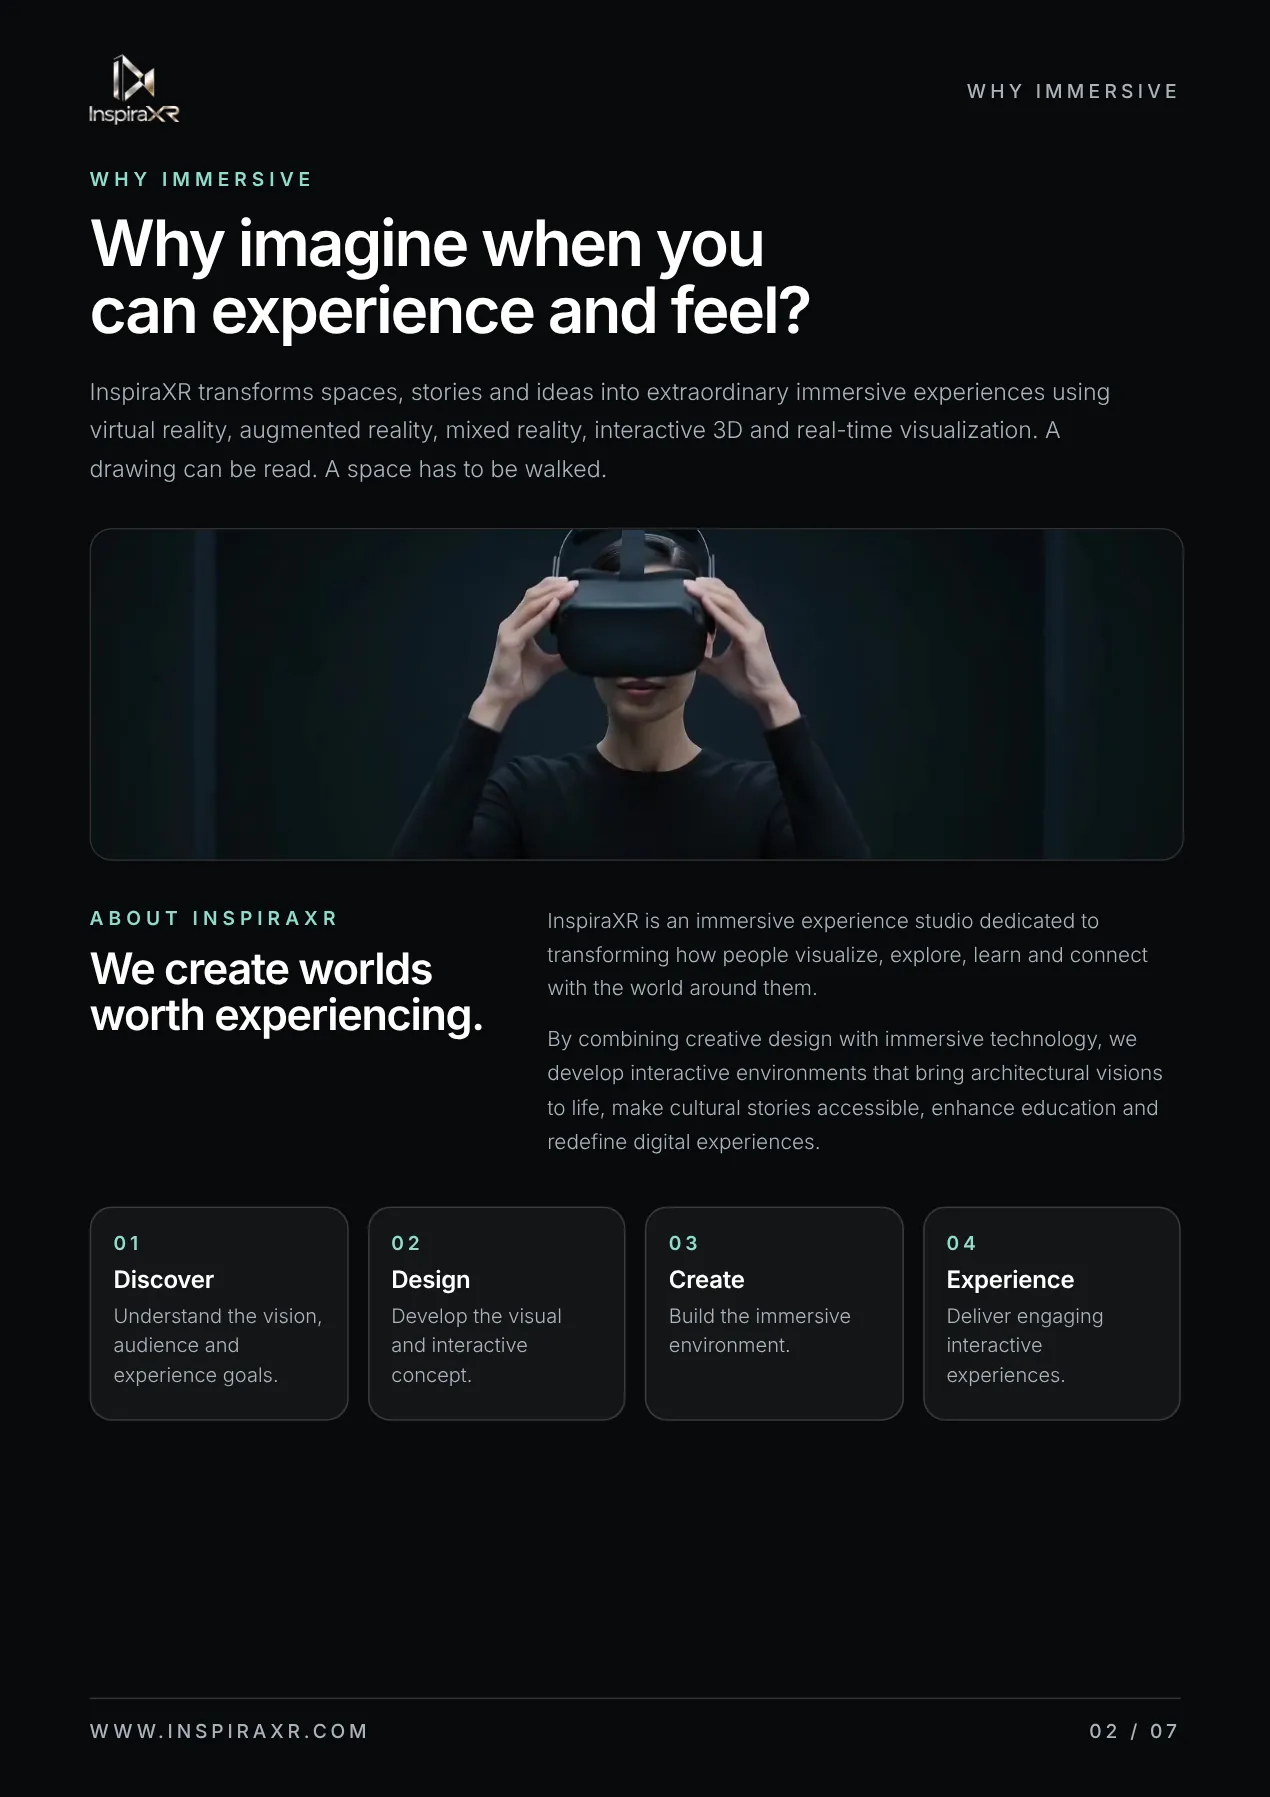 InspiraXR
WHY IMMERSIVE
WHY IMMERSIVE
Why imagine when you
can experience and feel?
InspiraXR transforms spaces, stories and ideas into extraordinary immersive experiences using
virtual reality, augmented reality, mixed reality, interactive 3D and real-time visualization. A
drawing can be read. A space has to be walked.
ABOUT INSPIRAXR
We create worlds
worth experiencing.
InspiraXR is an immersive experience studio dedicated to
transforming how people visualize, explore, learn and connect
with the world around them.
By combining creative design with immersive technology, we
develop interactive environments that bring architectural visions
to life, make cultural stories accessible, enhance education and
redefine digital experiences.
01
Discover
Understand the vision,
audience and
experience goals.
02
Design
Develop the visual
and interactive
concept.
03
Create
Build the immersive
environment.
04
Experience
Deliver engaging
interactive
experiences.
WWW.INSPIRAXR.COM
02 / 07